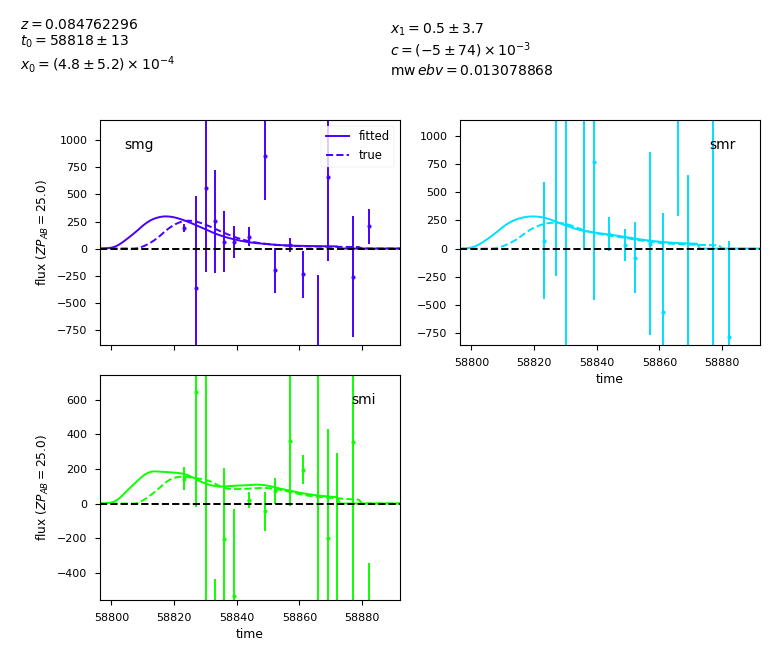 z = 0.084762296
t₀ = 58818 ± 13
x₀ = (4.8 ± 5.2) × 10⁻⁴
x₁ = 0.5 ± 3.7
c = (−5 ± 74) × 10⁻³
mw ebv = 0.013078868
smg
fitted
true
1000
750
500
250
0
−250
−500
−750
flux (ZP_AB = 25.0)
smr
1000
750
500
250
0
−250
−500
−750
58800 58820 58840 58860 58880
time
smi
600
400
200
0
−200
−400
flux (ZP_AB = 25.0)
58800 58820 58840 58860 58880
time